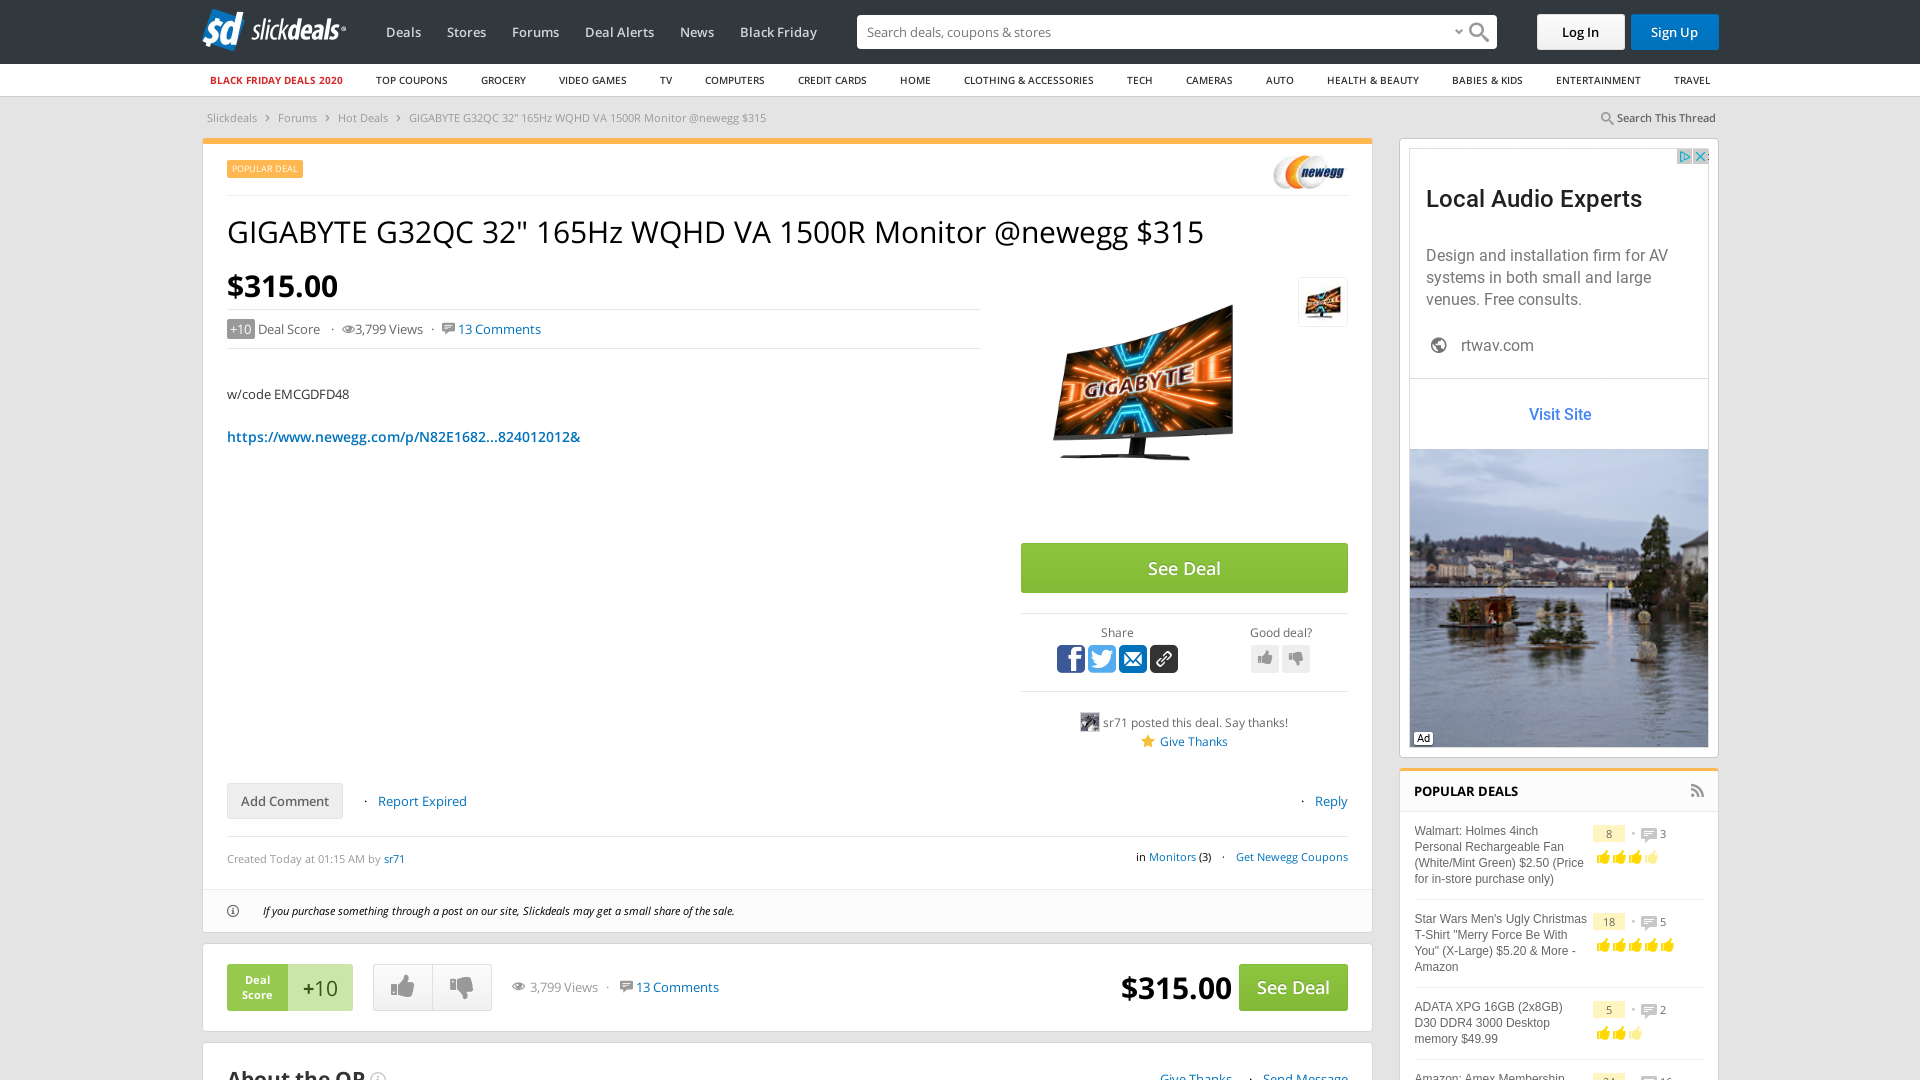 sd slickdeals
Deals Stores Forums Deal Alerts News Black Friday
Search deals, coupons & shopping stores
Log In
Sign Up
BLACK FRIDAY DEALS 2020 TOP COUPONS GROCERY VIDEO GAMES TV COMPUTERS CREDIT CARDS HOME CLOTHING & ACCESSORIES TECH CAMERAS AUTO HEALTH & BEAUTY BABIES & KIDS ENTERTAINMENT TRAVEL
Slickdeals › Forums › Hot Deals › GIGABYTE G32QC 32" 165Hz WQHD VA 1500R Monitor @newegg $315
Search This Thread
POPULAR DEAL
newegg
GIGABYTE G32QC 32" 165Hz WQHD VA 1500R Monitor @newegg $315
$315.00
+10 Deal Score · 3,799 Views · 13 Comments
w/code EMCGDFD48
https://www.newegg.com/p/N82E1682...824012012&
GIGABYTE
See Deal
Share
Good deal?
sr71 posted this deal. Say thanks!
Give Thanks
Add Comment · Report Expired
· Reply
Created Today at 01:15 AM by sr71
in Monitors (3) · Get Newegg Coupons
If you purchase something through a post on our site, Slickdeals may get a small share of the sale.
Deal Score
+10
3,799 Views · 13 Comments
$315.00
See Deal
About the OP
Give Thanks · Send Message
Local Audio Experts
Design and installation firm for AV
systems in both small and large
venues. Free consults.
rtwav.com
Visit Site
Ad
POPULAR DEALS
Walmart: Holmes 4inch
Personal Rechargeable Fan
(White/Mint Green) $2.50 (Price
for in-store purchase only)
8 · 3
Star Wars Men's Ugly Christmas
T-Shirt "Merry Force Be With
You" (X-Large) $5.20 & More -
Amazon
18 · 5
ADATA XPG 16GB (2x8GB)
D30 DDR4 3000 Desktop
memory $49.99
5 · 2
Amazon: Amex Membership